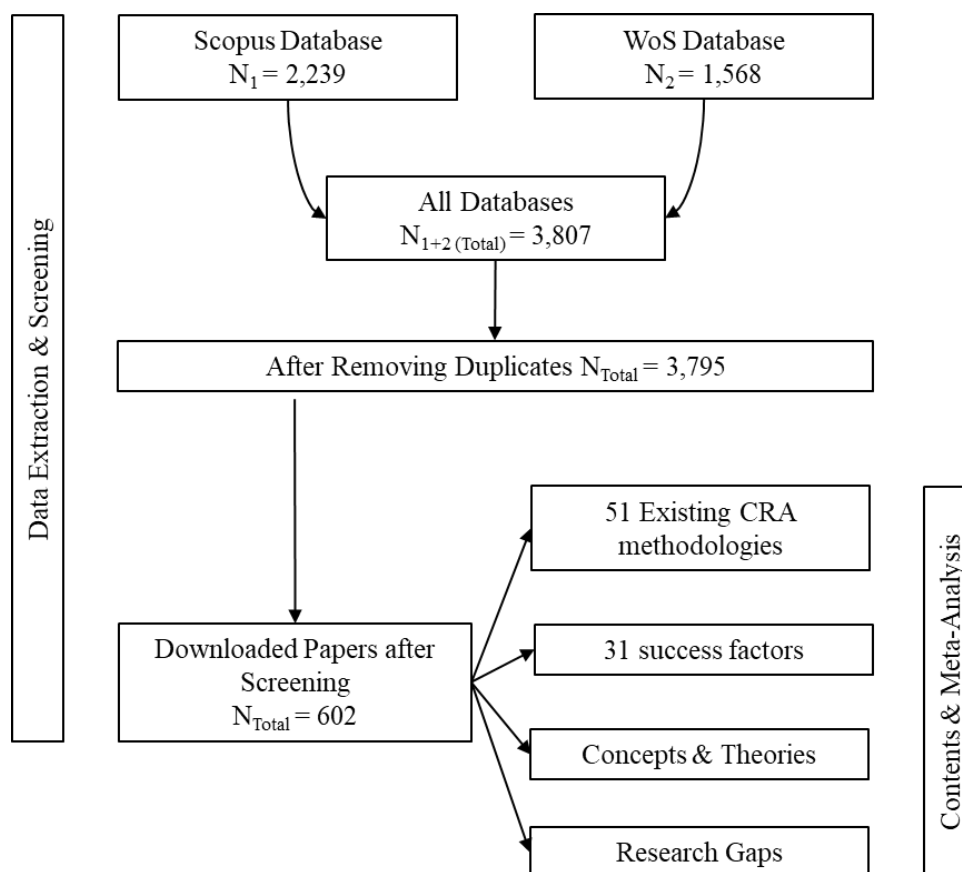 Data Extraction & Screening
Scopus Database
N₁ = 2,239
WoS Database
N₂ = 1,568
All Databases
N₁₊₂ (Total) = 3,807
After Removing Duplicates N_Total = 3,795
Downloaded Papers after
Screening
N_Total = 602
51 Existing CRA
methodologies
31 success factors
Concepts & Theories
Research Gaps
Contents & Meta-Analysis